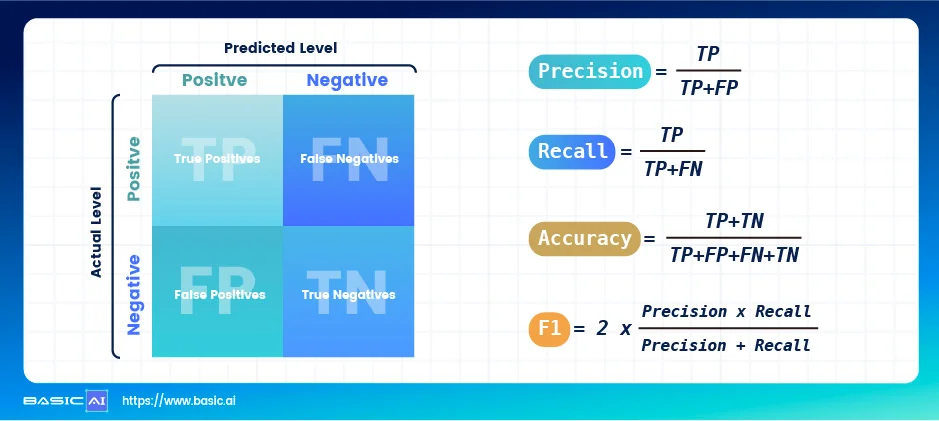 Predicted Level
Positve
Negative
Actual Level
Positve
TP
True Positives
FN
False Negatives
Negative
FP
False Positives
TN
True Negatives
Precision = TP / TP+FP
Recall = TP / TP+FN
Accuracy = TP+TN / TP+FP+FN+TN
F1 = 2 x Precision x Recall / Precision + Recall
BASIC AI
https://www.basic.ai